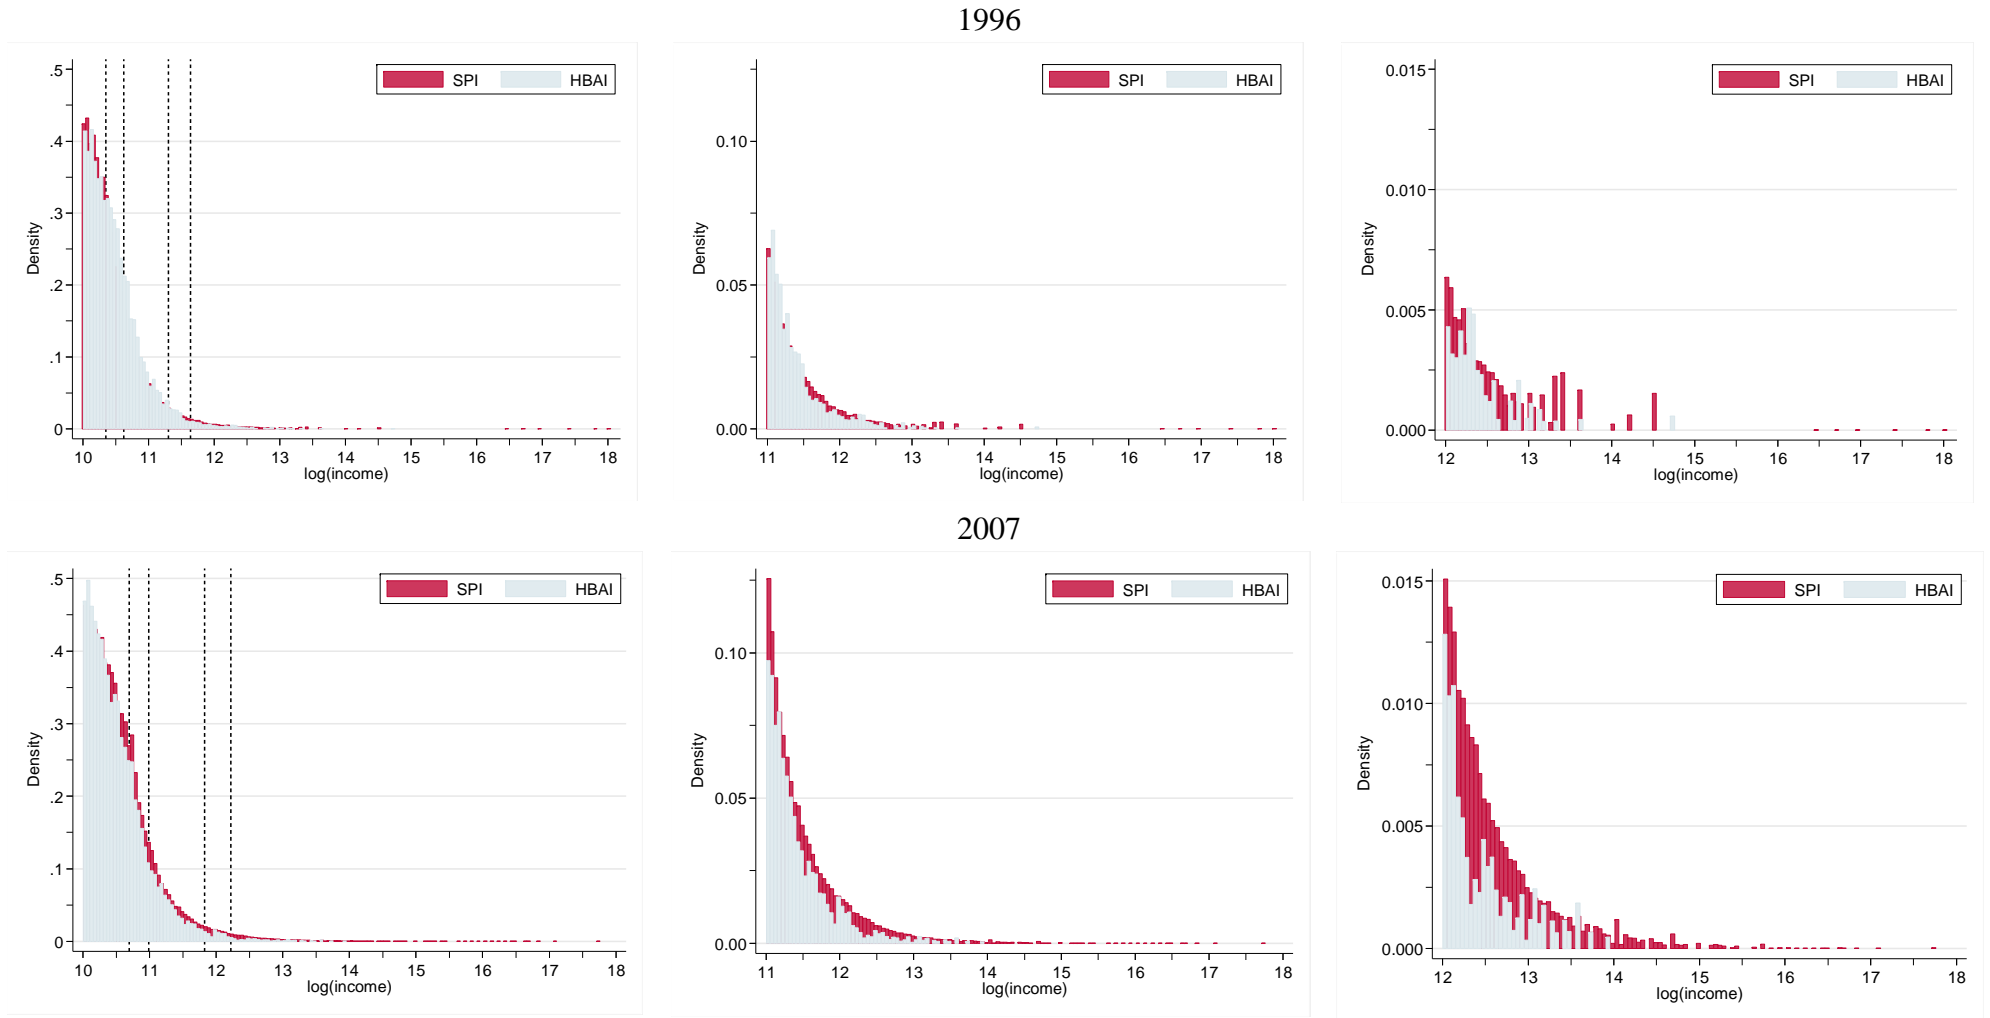 1996
SPI HBAI
.5
.4
.3
.2
.1
0
Density
10 11 12 13 14 15 16 17 18
log(income)
SPI HBAI
0.10
0.05
0.00
Density
11 12 13 14 15 16 17 18
log(income)
SPI HBAI
0.015
0.010
0.005
0.000
Density
12 13 14 15 16 17 18
log(income)
2007
SPI HBAI
.5
.4
.3
.2
.1
0
Density
10 11 12 13 14 15 16 17 18
log(income)
SPI HBAI
0.10
0.05
0.00
Density
11 12 13 14 15 16 17 18
log(income)
SPI HBAI
0.015
0.010
0.005
0.000
Density
12 13 14 15 16 17 18
log(income)